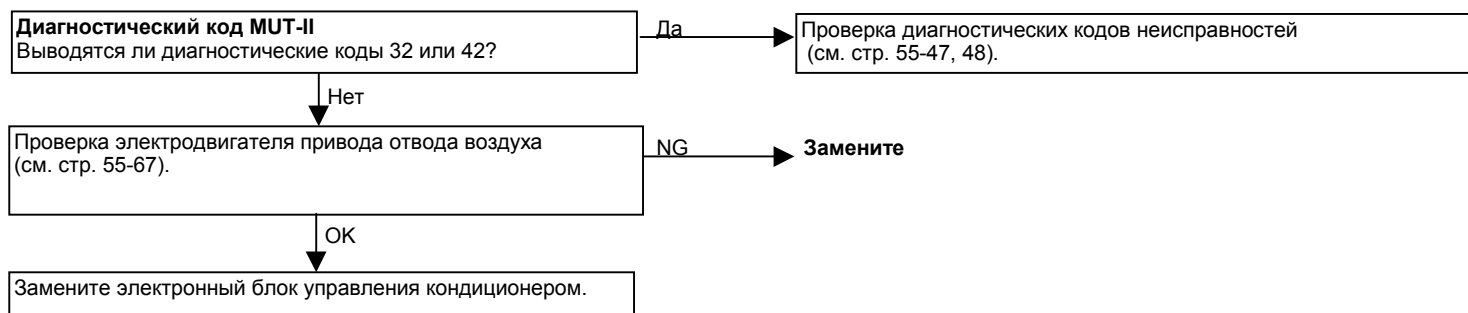 Диагностический код MUT-II
Выводятся ли диагностические коды 32 или 42?
Да
Проверка диагностических кодов неисправностей
(см. стр. 55-47, 48).
Нет
Проверка электродвигателя привода отвода воздуха
(см. стр. 55-67).
NG
Замените
OK
Замените электронный блок управления кондиционером.